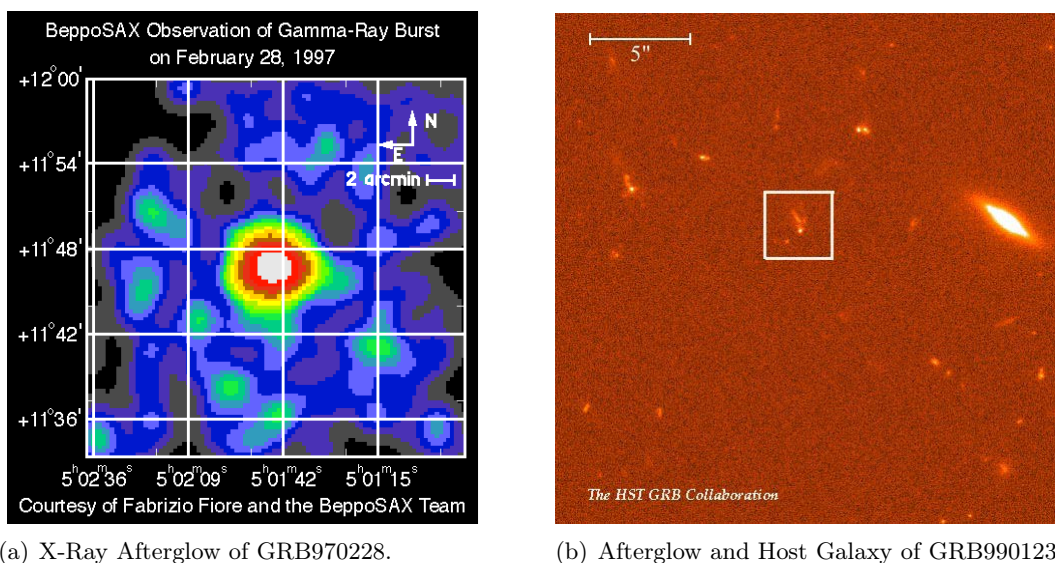 BeppoSAX Observation of Gamma-Ray Burst
on February 28, 1997
+12°00'
N
E
+11°54'
2 arcmin
+11°48'
+11°42'
+11°36'
5ʰ02ᵐ36ˢ 5ʰ02ᵐ09ˢ 5ʰ01ᵐ42ˢ 5ʰ01ᵐ15ˢ
Courtesy of Fabrizio Fiore and the BeppoSAX Team
(a) X-Ray Afterglow of GRB970228.
5"
The HST GRB Collaboration
(b) Afterglow and Host Galaxy of GRB990123